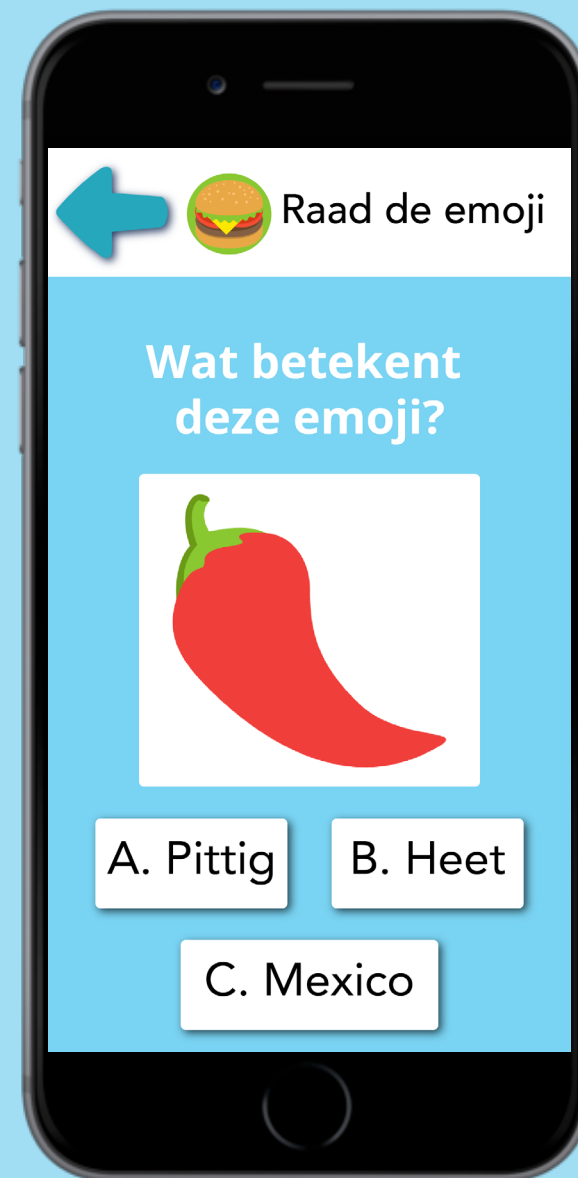 Raad de emoji
Wat betekent
deze emoji?
A. Pittig
B. Heet
C. Mexico